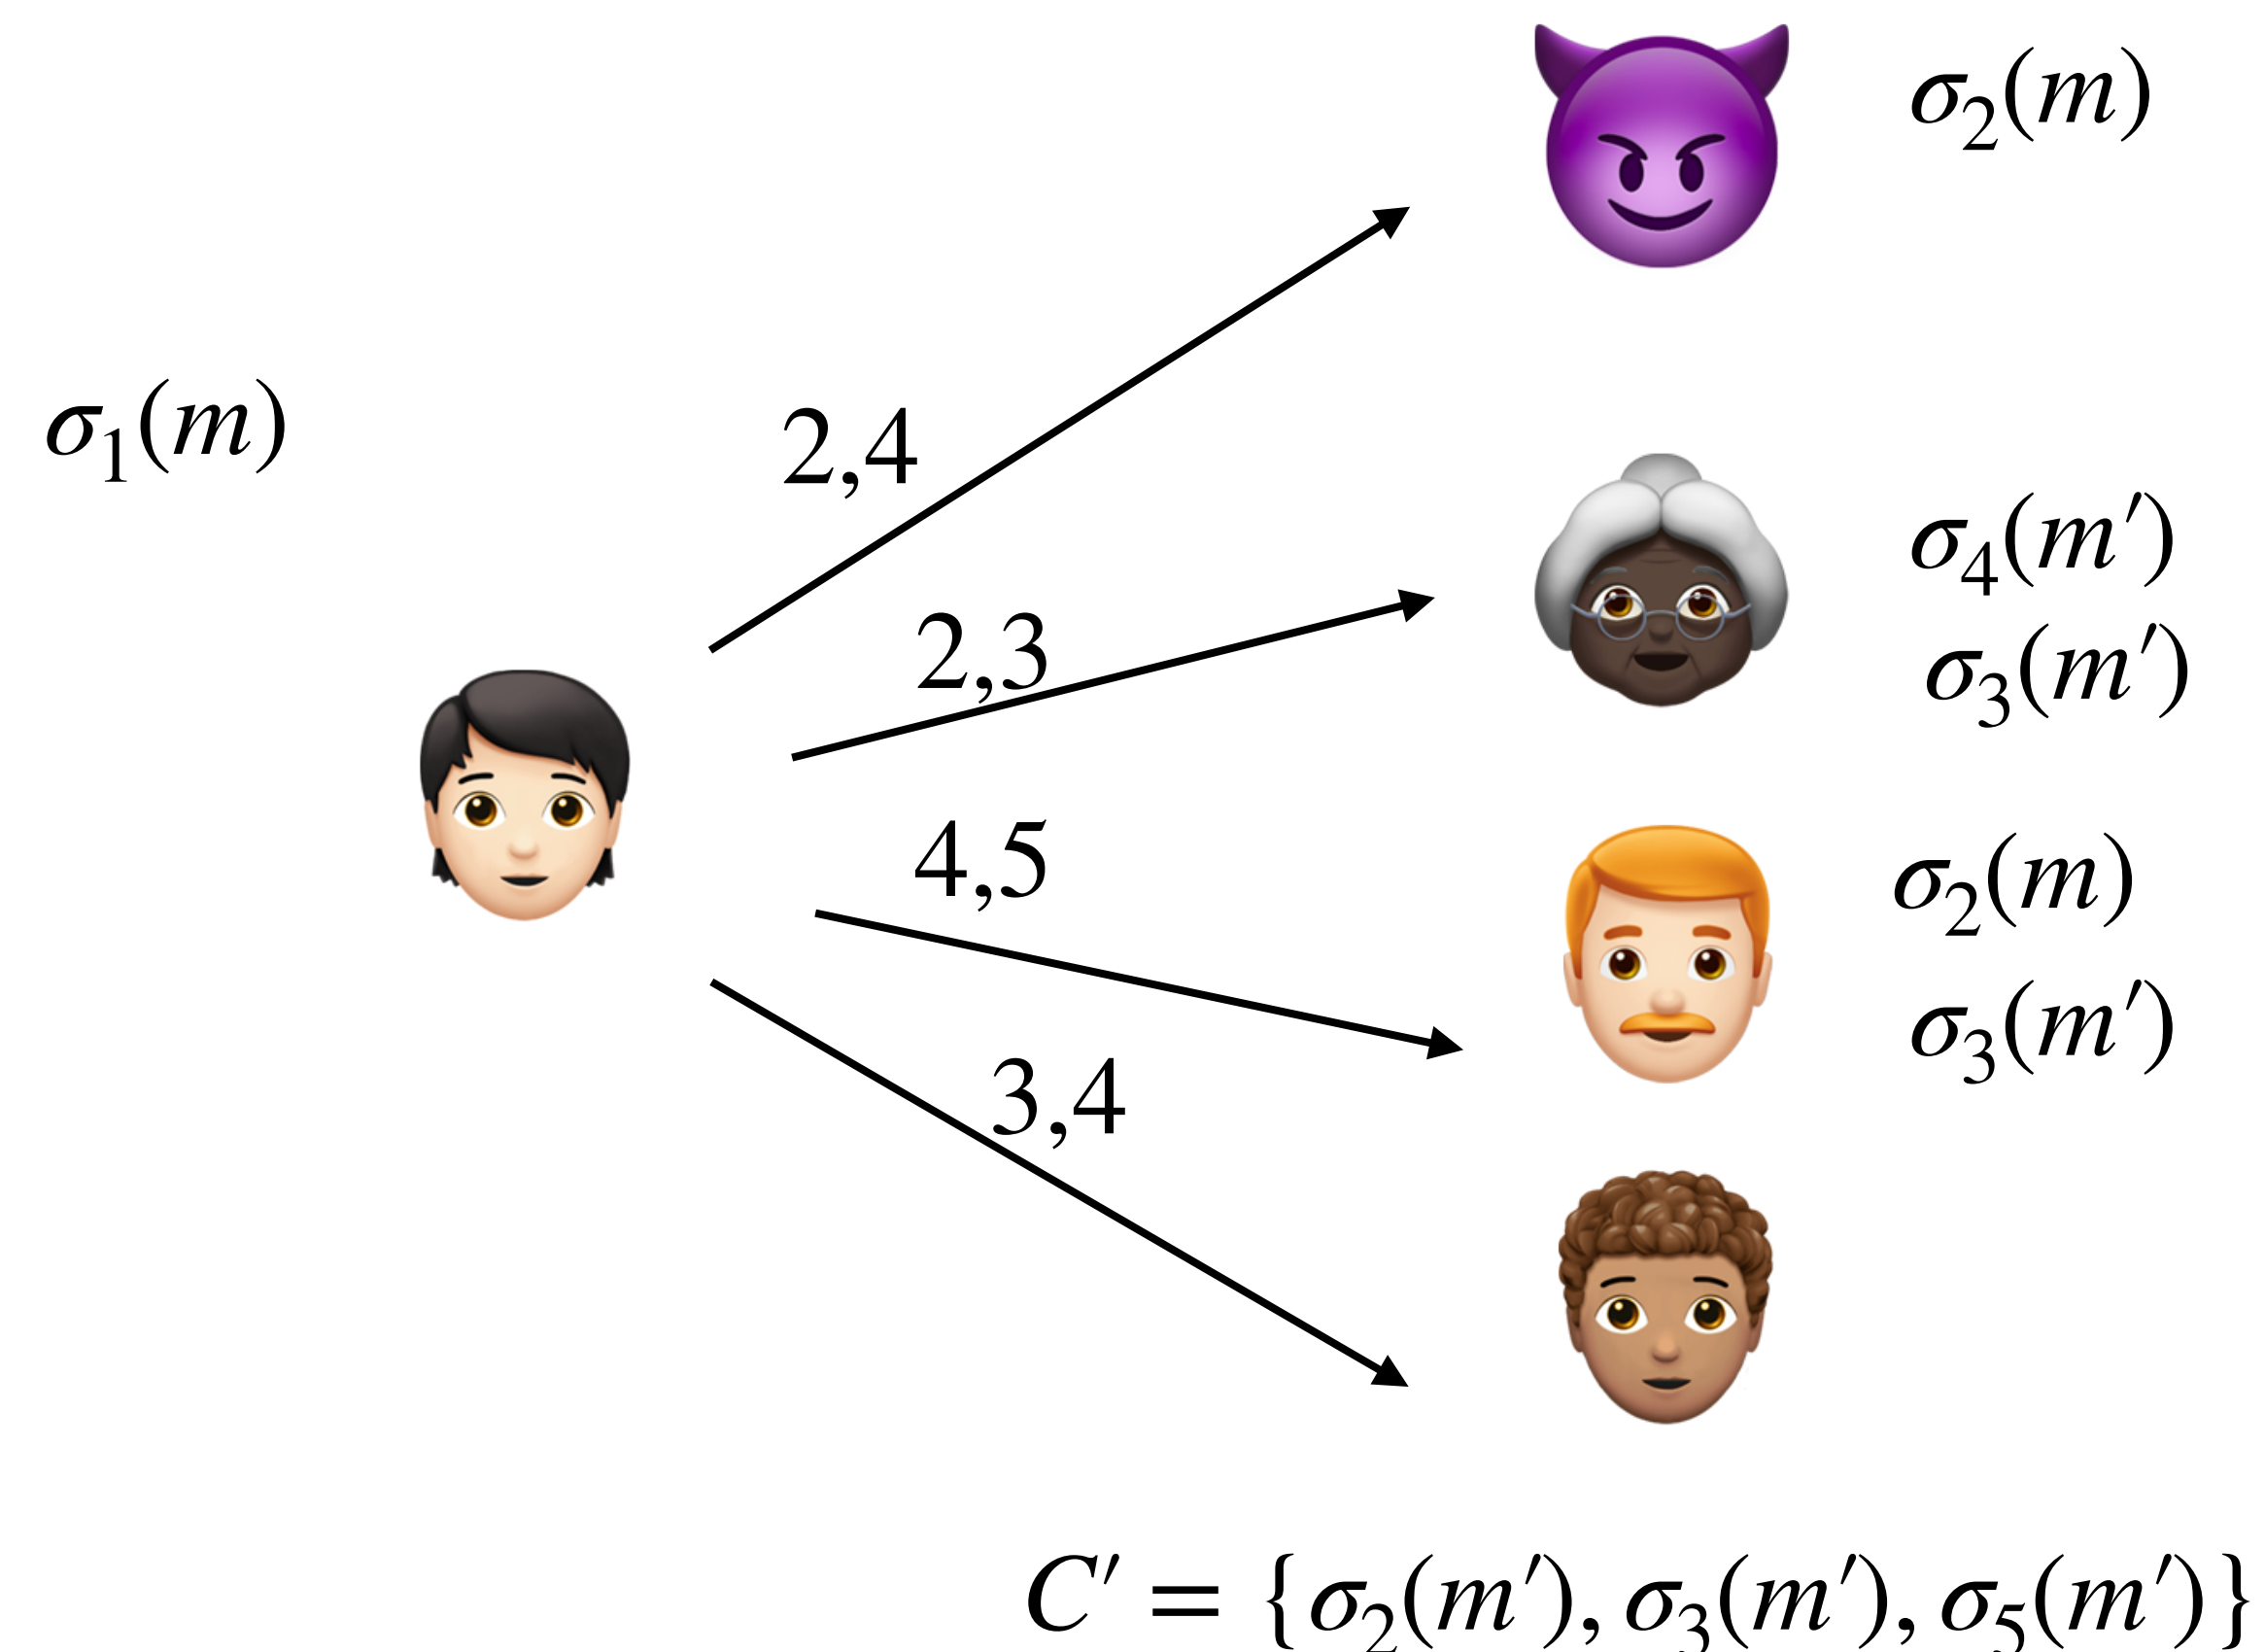 σ₂(m)
σ₁(m)
2,4
σ₄(m′)
2,3
σ₃(m′)
4,5
σ₂(m)
σ₃(m′)
3,4
C′ = {σ₂(m′), σ₃(m′), σ₅(m′)}